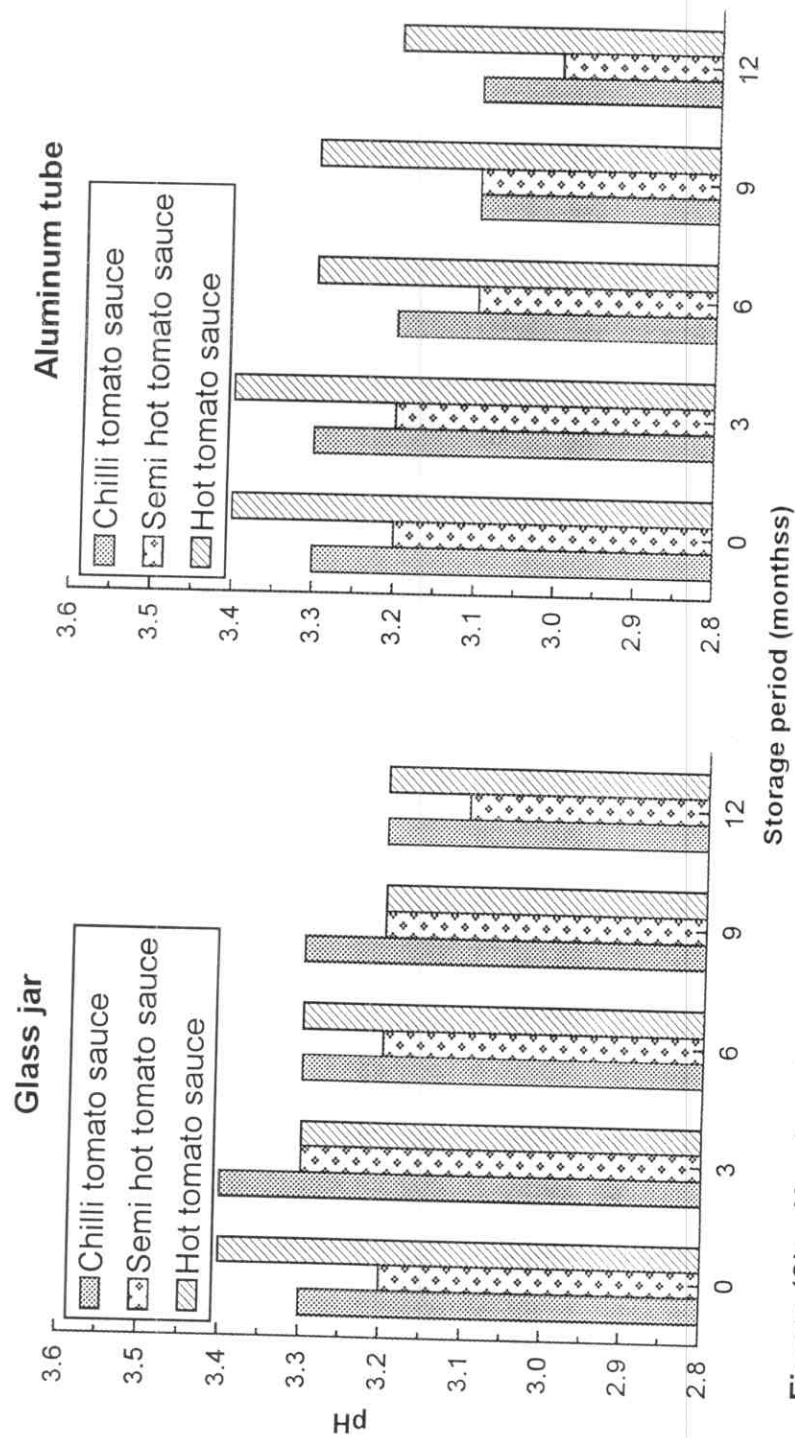 Glass jar
Chilli tomato sauce
Semi hot tomato sauce
Hot tomato sauce
pH
3.6
3.5
3.4
3.3
3.2
3.1
3.0
2.9
2.8
0 3 6 9 12
Aluminum tube
Chilli tomato sauce
Semi hot tomato sauce
Hot tomato sauce
3.6
3.5
3.4
3.3
3.2
3.1
3.0
2.9
2.8
0 3 6 9 12
Storage period (monthss)